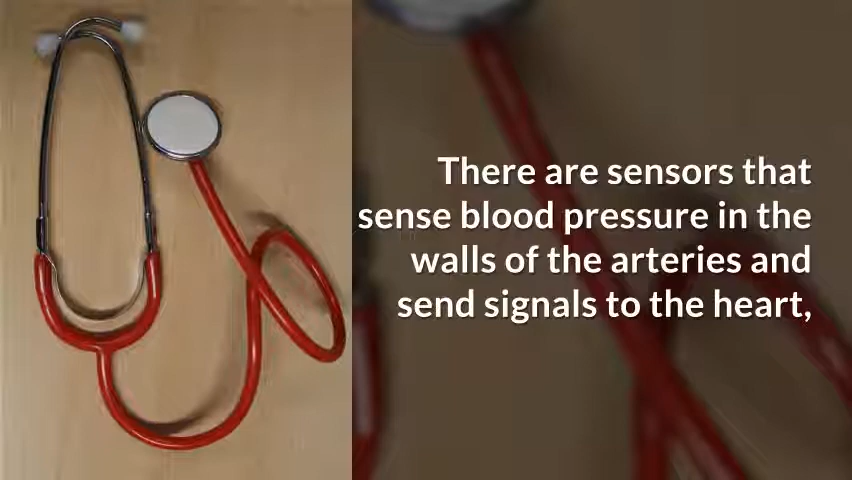 There are sensors that
sense blood pressure in the
walls of the arteries and
send signals to the heart,